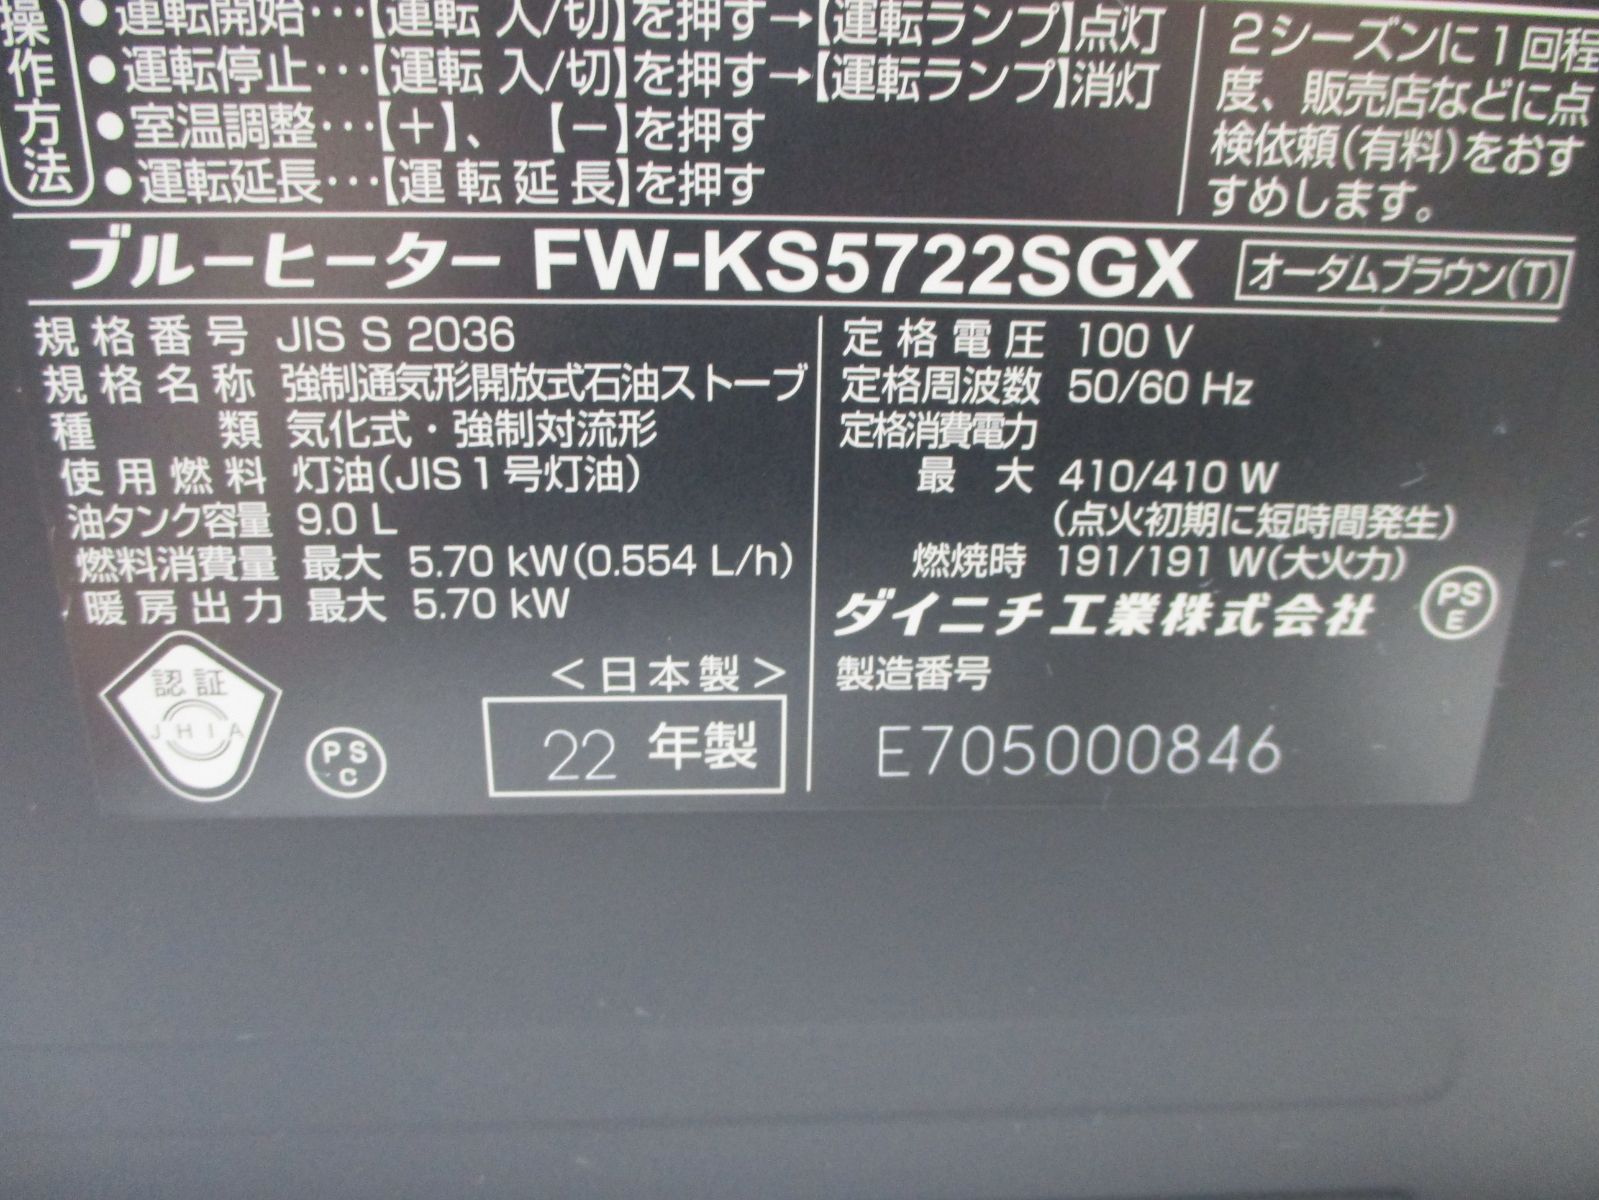 操作方法
●運転開始‥‥【運転 入/切】を押す→【運転ランプ】点灯
●運転停止‥‥【運転 入/切】を押す→【運転ランプ】消灯
●室温調整‥‥【＋】、【－】を押す
●運転延長‥‥【運転延長】を押す
2シーズンに1回程
度、販売店などに点
検依頼(有料)をおす
すめします。
ブルーヒーター FW-KS5722SGX オーダムブラウン(T)
規格番号 JIS S 2036
規格名称 強制通気形開放式石油ストーブ
種類 気化式・強制対流形
使用燃料 灯油(JIS1号灯油)
油タンク容量 9.0 L
燃料消費量 最大 5.70 kW(0.554 L/h)
暖房出力 最大 5.70 kW
認証
JHIA
PS
C
<日本製>
22 年製
定格電圧 100 V
定格周波数 50/60 Hz
定格消費電力
最大 410/410 W
(点火初期に短時間発生)
燃焼時 191/191 W(大火力)
ダイニチ工業株式会社
PS
E
製造番号
E705000846